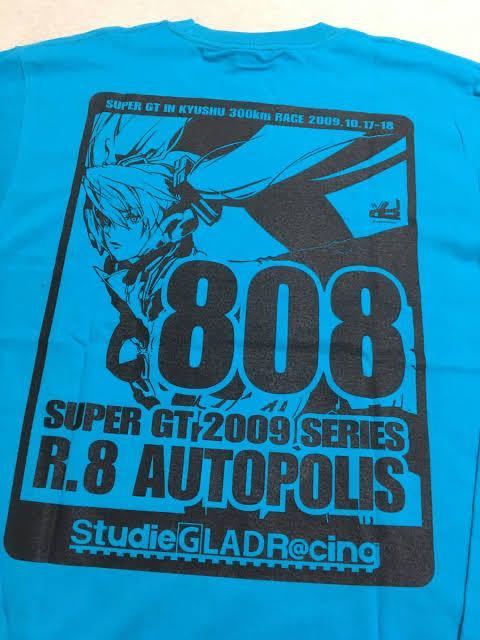 SUPER GT IN KYUSHU 300km RACE 2009.10.17-18
808
SUPER GT 2009 SERIES
R.8 AUTOPOLIS
StudieGLADR@cing